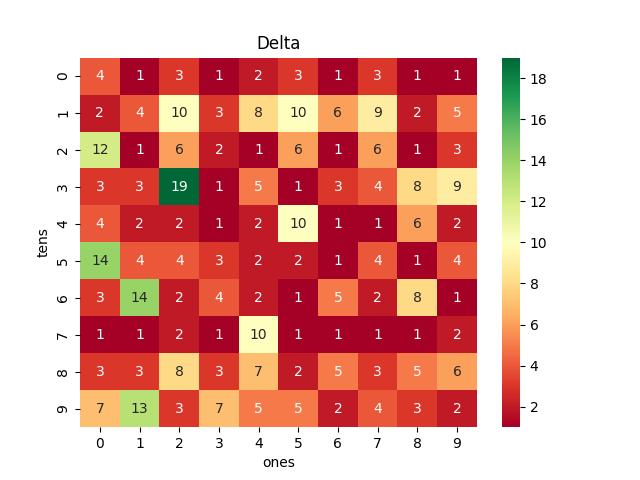 Delta
0 4 1 3 1 2 3 1 3 1 1
1 2 4 10 3 8 10 6 9 2 5
2 12 1 6 2 1 6 1 6 1 3
3 3 3 19 1 5 1 3 4 8 9
4 4 2 2 1 2 10 1 1 6 2
5 14 4 4 3 2 2 1 4 1 4
6 3 14 2 4 2 1 5 2 8 1
7 1 1 2 1 10 1 1 1 1 2
8 3 3 8 3 7 2 5 3 5 6
9 7 13 3 7 5 5 2 4 3 2
0 1 2 3 4 5 6 7 8 9
tens
ones
18
16
14
12
10
8
6
4
2